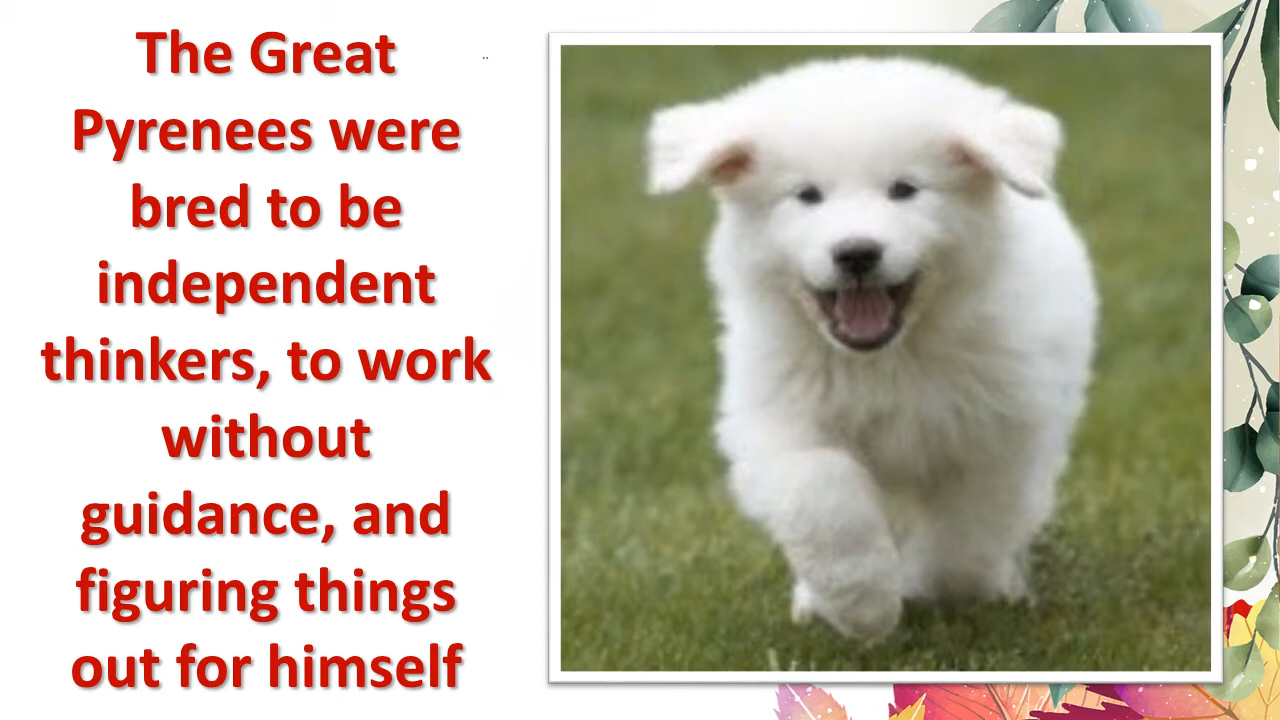 The Great
Pyrenees were
bred to be
independent
thinkers, to work
without
guidance, and
figuring things
out for himself